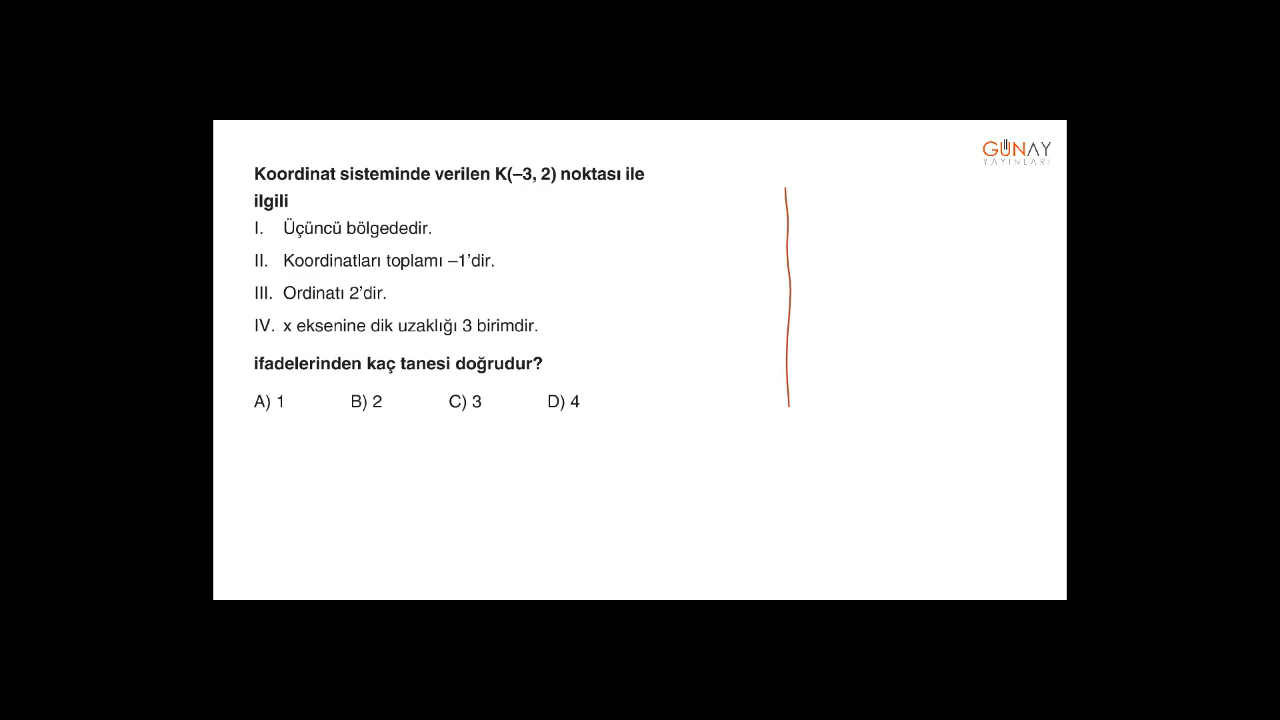 GÜNAY
YAYINLARI
Koordinat sisteminde verilen K(–3, 2) noktası ile
ilgili
I. Üçüncü bölgededir.
II. Koordinatları toplamı –1’dir.
III. Ordinatı 2’dir.
IV. x eksenine dik uzaklığı 3 birimdir.
ifadelerinden kaç tanesi doğrudur?
A) 1 B) 2 C) 3 D) 4